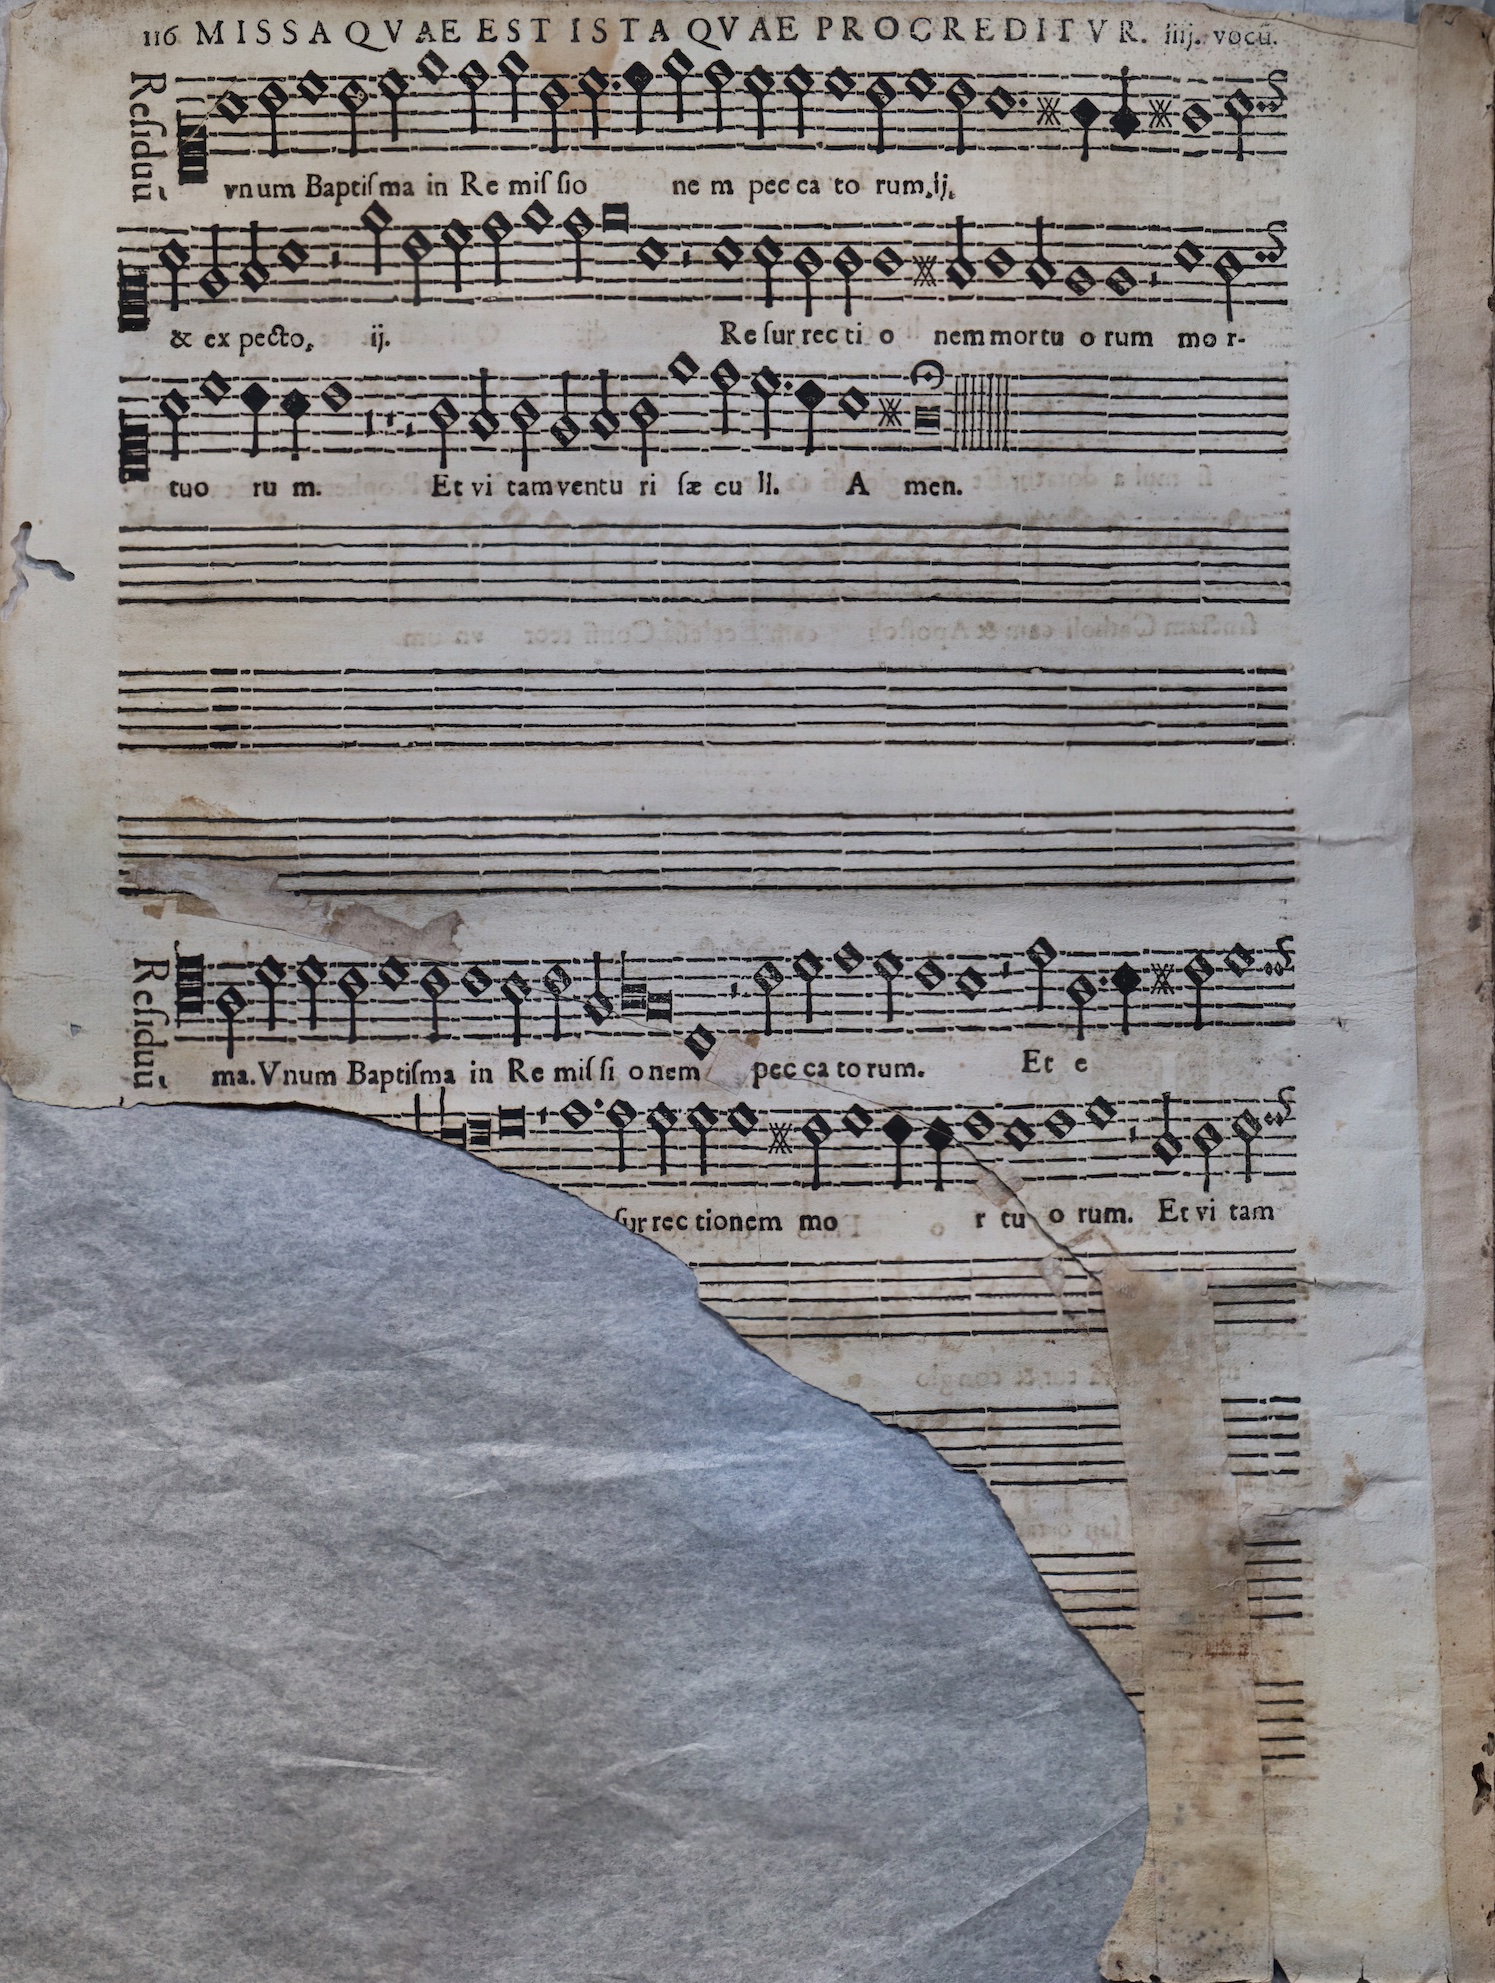 116 MISSA QVAE EST ISTA QVAE PROCREDITVR. iiij. vocū.
Reſiduū
vnum Baptiſma in Re miſ ſio ne m pec ca to rum, ij.
& ex pecto, ij. Re ſur rec ti o nem mortu o rum mo r-
tuo ru m. Et vi tam ventu ri ſæ cu li. A men.
Reſiduū
ma. Vnum Baptiſma in Re miſ ſi o nem pec ca to rum. Et e
ſur rec tionem mo r tu o rum. Et vi tam